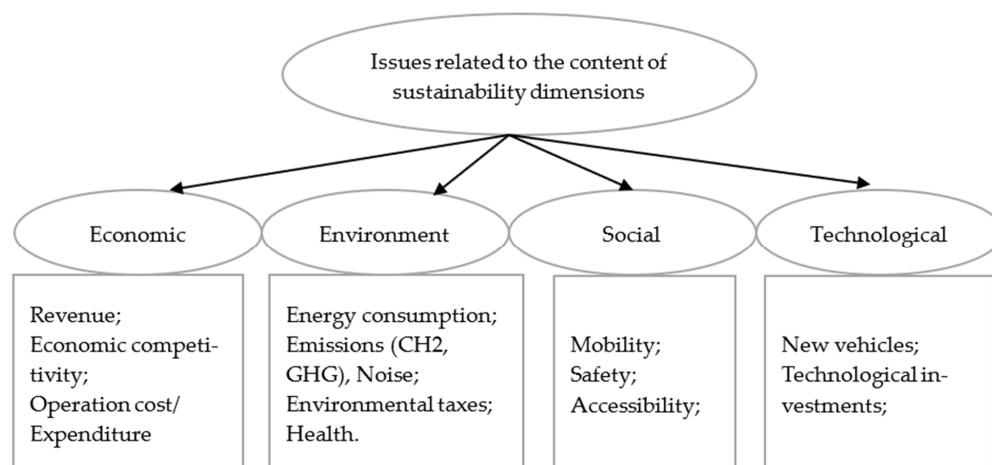 Issues related to the content of
sustainability dimensions
Economic
Environment
Social
Technological
Revenue;
Economic competi-
tivity;
Operation cost/
Expenditure
Energy consumption;
Emissions (CH2,
GHG), Noise;
Environmental taxes;
Health.
Mobility;
Safety;
Accessibility;
New vehicles;
Technological in-
vestments;